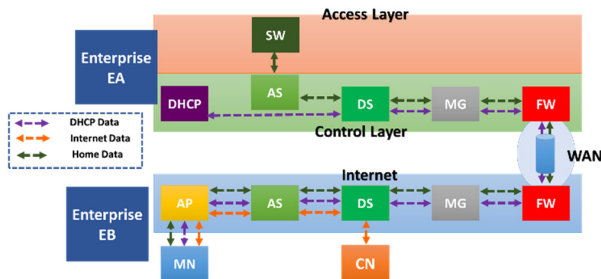 Access Layer
SW
Enterprise
EA
DHCP
AS
DS
MG
FW
Control Layer
DHCP Data
Internet Data
Home Data
WAN
Internet
Enterprise
EB
AP
AS
DS
MG
FW
MN
CN